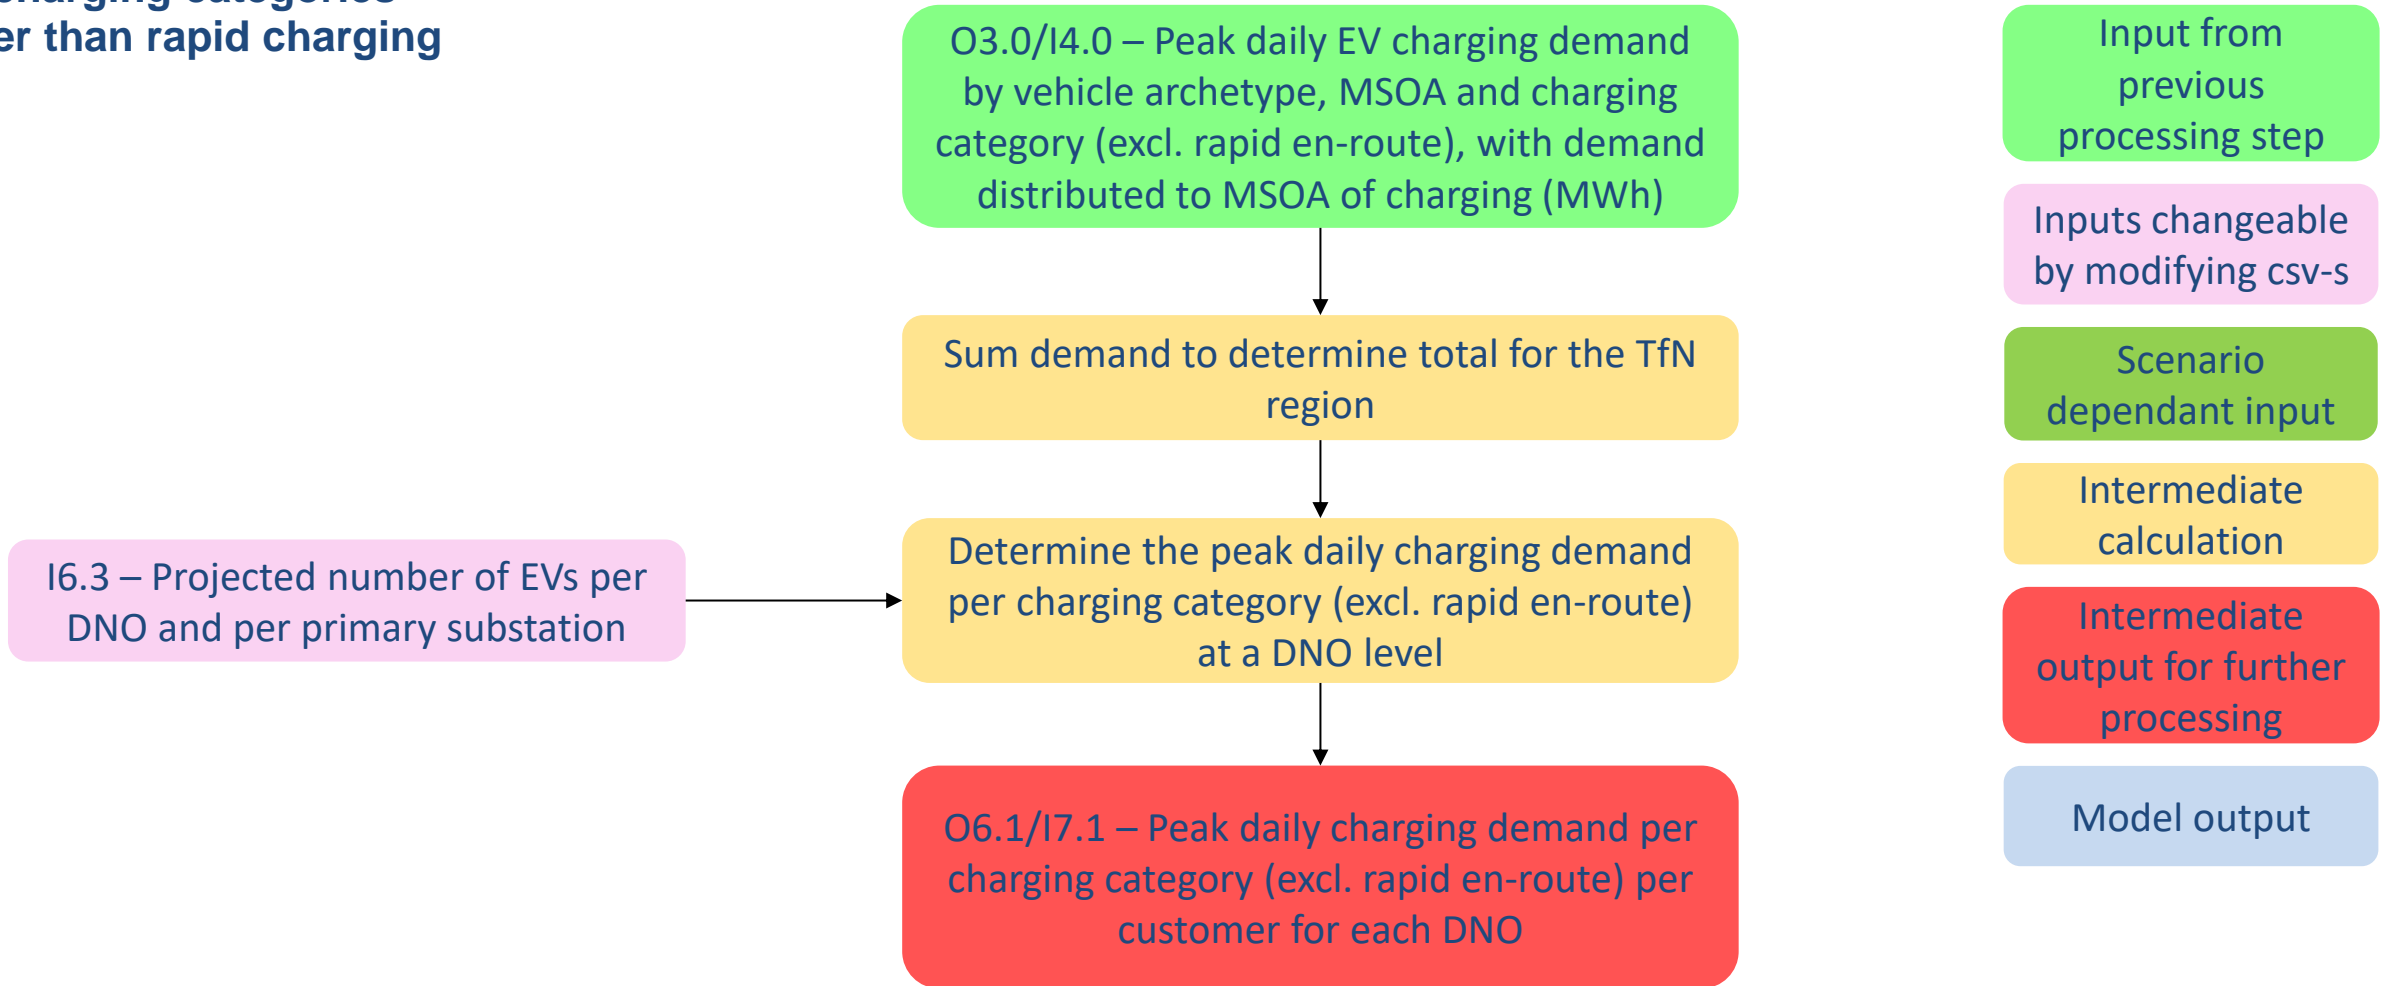 charging categories
than rapid charging
O3.0/I4.0 – Peak daily EV charging demand
by vehicle archetype, MSOA and charging
category (excl. rapid en-route), with demand
distributed to MSOA of charging (MWh)
Sum demand to determine total for the TfN
region
I6.3 – Projected number of EVs per
DNO and per primary substation
Determine the peak daily charging demand
per charging category (excl. rapid en-route)
at a DNO level
O6.1/I7.1 – Peak daily charging demand per
charging category (excl. rapid en-route) per
customer for each DNO
Input from
previous
processing step
Inputs changeable
by modifying csv-s
Scenario
dependant input
Intermediate
calculation
Intermediate
output for further
processing
Model output